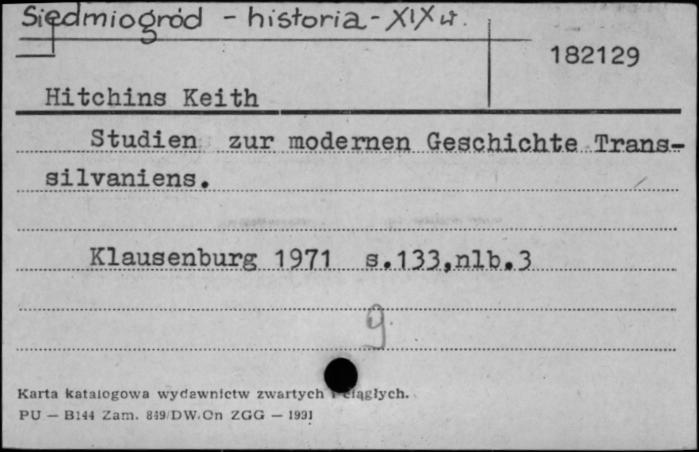 Siedmiogród - historia - XIX w.
182129
Hitchins Keith
Studien zur modernen Geschichte Trans-
silvaniens.
Klausenburg 1971 s.133,nlb.3
g.
Karta katalogowa wydawnictw zwartych i ciągłych.
PU — B144 Zam. 849/DW.On ZGG — 1991